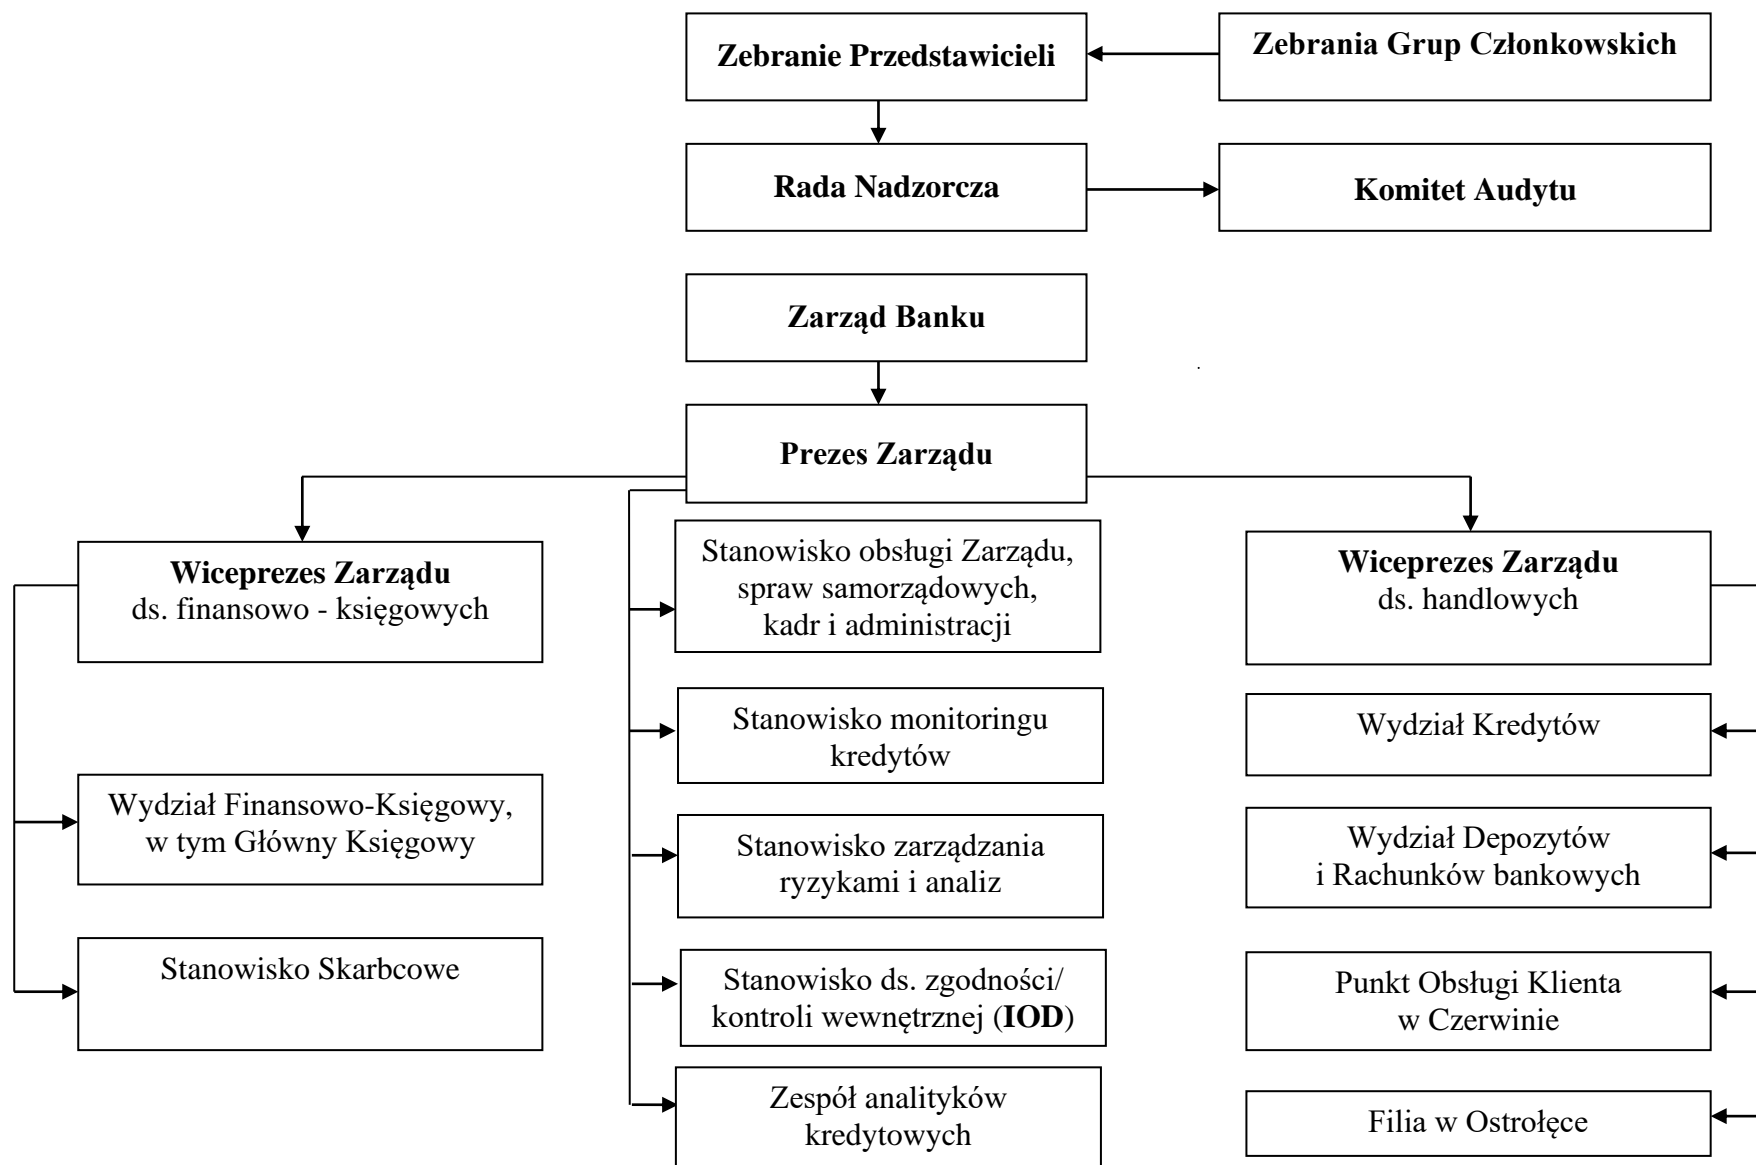 Zebranie Przedstawicieli
Zebrania Grup Członkowskich
Rada Nadzorcza
Komitet Audytu
Zarząd Banku
Prezes Zarządu
Wiceprezes Zarządu
ds. finansowo - księgowych
Wydział Finansowo-Księgowy,
w tym Główny Księgowy
Stanowisko Skarbcowe
Stanowisko obsługi Zarządu,
spraw samorządowych,
kadr i administracji
Stanowisko monitoringu
kredytów
Stanowisko zarządzania
ryzykami i analiz
Stanowisko ds. zgodności/
kontroli wewnętrznej (IOD)
Zespół analityków
kredytowych
Wiceprezes Zarządu
ds. handlowych
Wydział Kredytów
Wydział Depozytów
i Rachunków bankowych
Punkt Obsługi Klienta
w Czerwinie
Filia w Ostrołęce